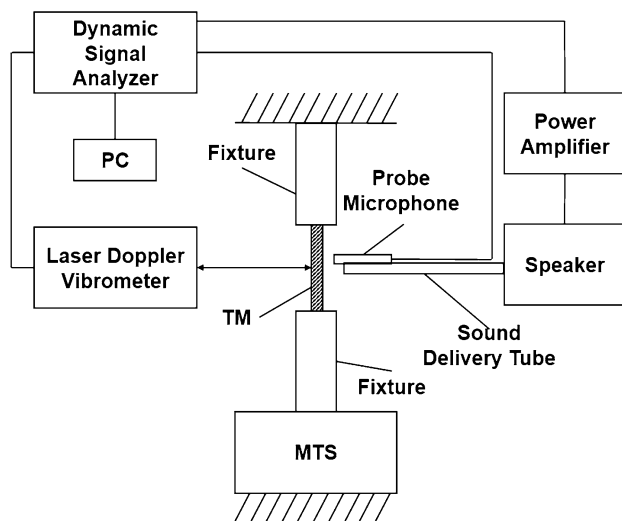 Dynamic
Signal
Analyzer
PC
Fixture
Power
Amplifier
Probe
Microphone
Laser Doppler
Vibrometer
Speaker
TM
Sound
Delivery Tube
Fixture
MTS